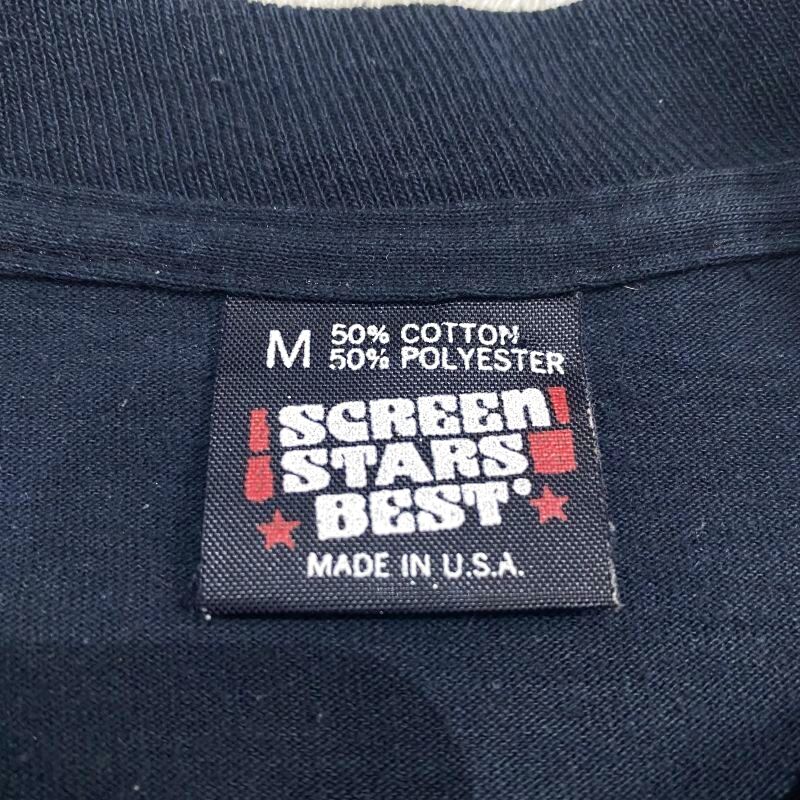 M 50% COTTON
50% POLYESTER
SCREEN
STARS
BEST
MADE IN U.S.A.